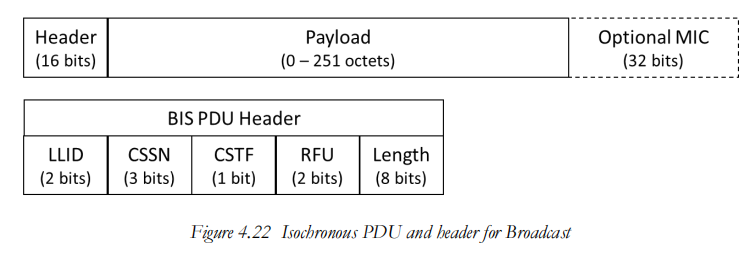 Header Payload Optional MIC
(16 bits) (0 – 251 octets) (32 bits)
BIS PDU Header
LLID CSSN CSTF RFU Length
(2 bits) (3 bits) (1 bit) (2 bits) (8 bits)
Figure 4.22 Isochronous PDU and header for Broadcast